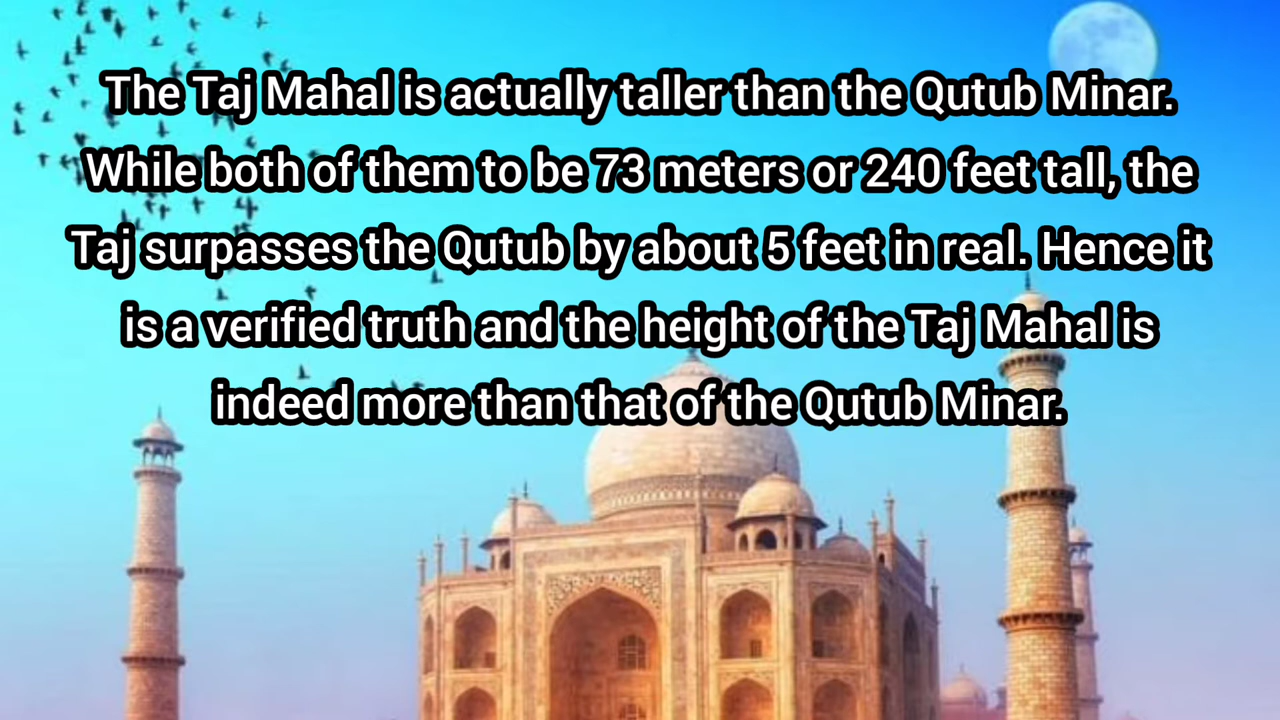 The Taj Mahal is actually taller than the Qutub Minar.
While both of them to be 73 meters or 240 feet tall, the
Taj surpasses the Qutub by about 5 feet in real. Hence it
is a verified truth and the height of the Taj Mahal is
indeed more than that of the Qutub Minar.